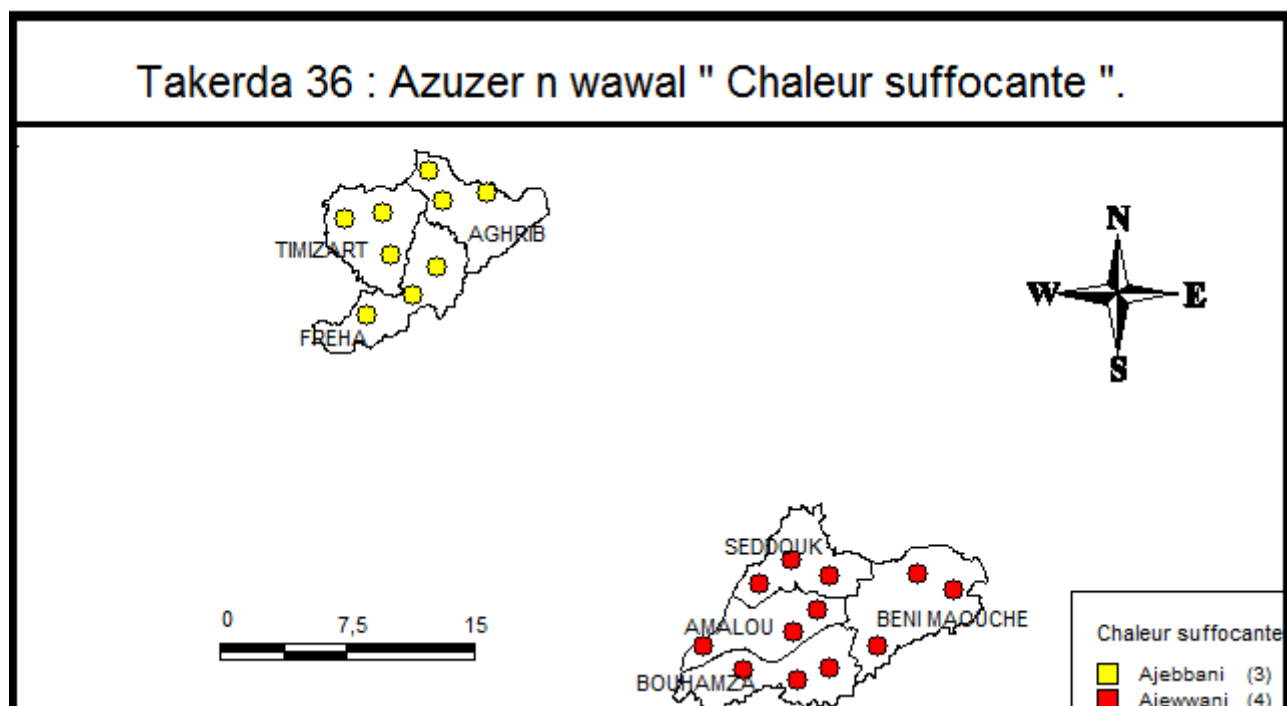 Takerda 36 : Azuzer n wawal " Chaleur suffocante ".
AGHRIB
TIMIZART
FREHA
N
W E
S
SEDDOUK
AMALOU
BENI MAOUCHE
BOUHAMZA
0 7,5 15
Chaleur suffocante
Ajebbani (3)
Ajewwani (4)